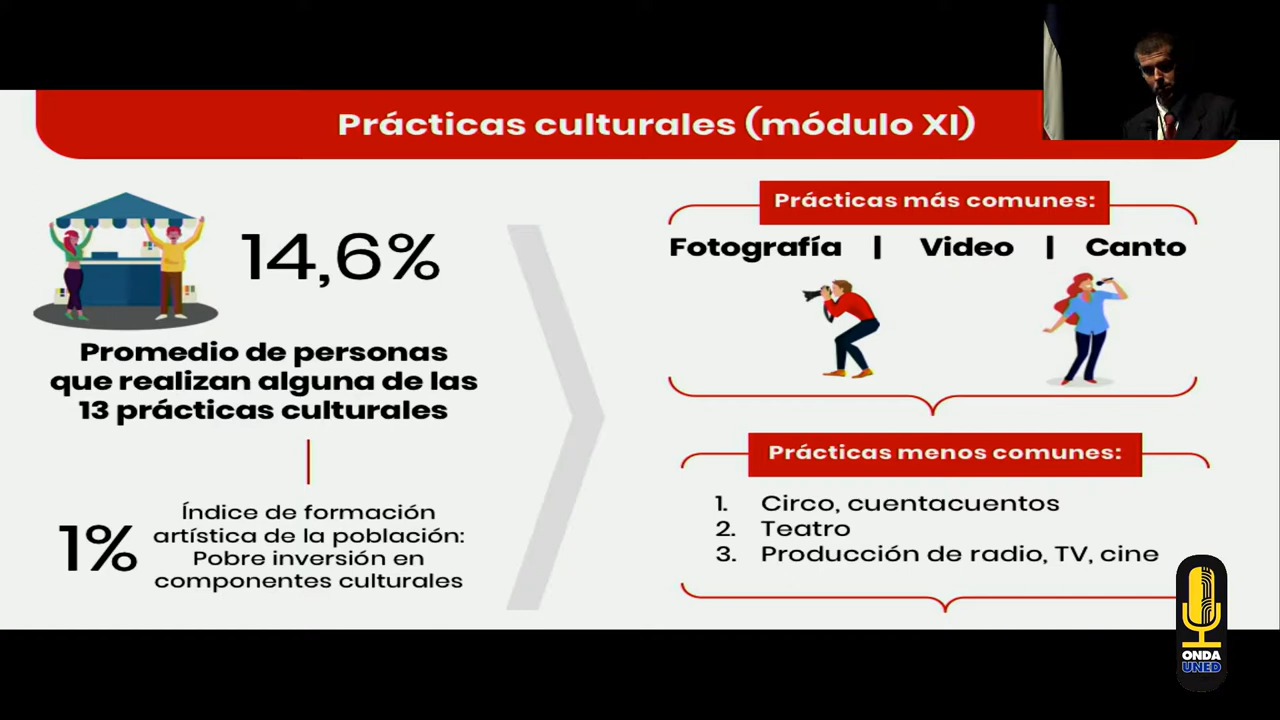 Prácticas culturales (módulo XI)
14,6%
Promedio de personas
que realizan alguna de las
13 prácticas culturales
1%
Índice de formación
artística de la población:
Pobre inversión en
componentes culturales
Prácticas más comunes:
Fotografía | Video | Canto
Prácticas menos comunes:
1. Circo, cuentacuentos
2. Teatro
3. Producción de radio, TV, cine
ONDA
UNED